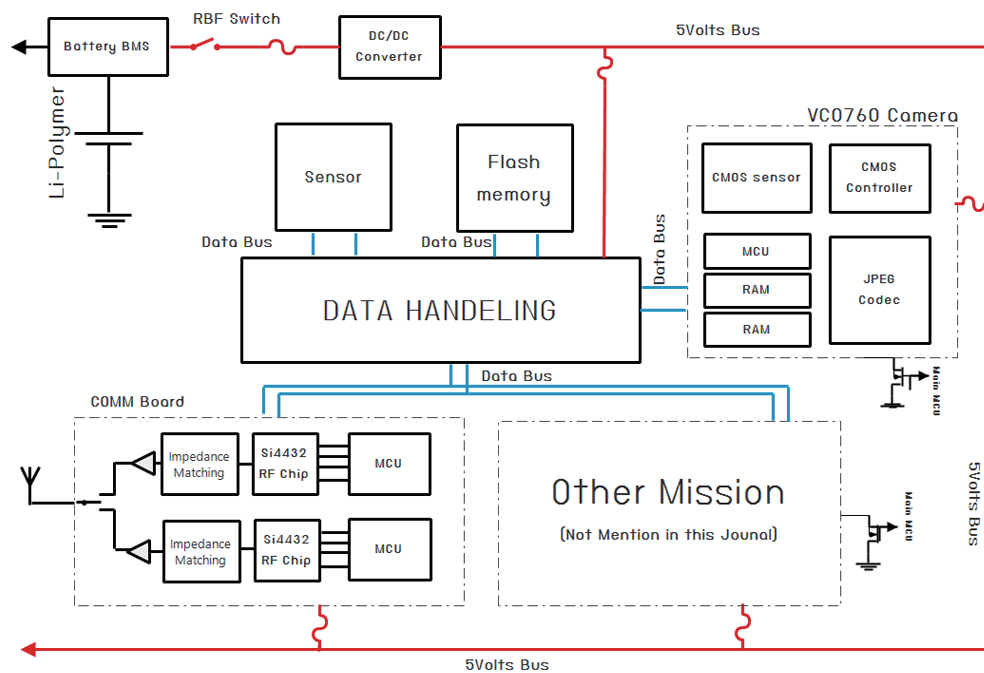 RBF Switch
Battery BMS
DC/DC
Converter
5Volts Bus
Li-Polymer
VC0760 Camera
Sensor
Flash
memory
CMOS sensor
CMOS
Controller
Data Bus
Data Bus
Data Bus
MCU
RAM
RAM
JPEG
Codec
DATA HANDELING
Data Bus
Main MCU
COMM Board
Impedance
Matching
Si4432
RF Chip
MCU
Impedance
Matching
Si4432
RF Chip
MCU
Other Mission
(Not Mention in this Jounal)
Main MCU
5Volts Bus
5Volts Bus